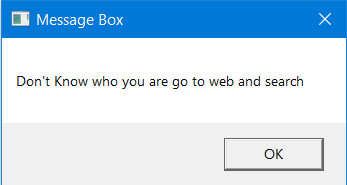 Message Box
Don't Know who you are go to web and search
OK